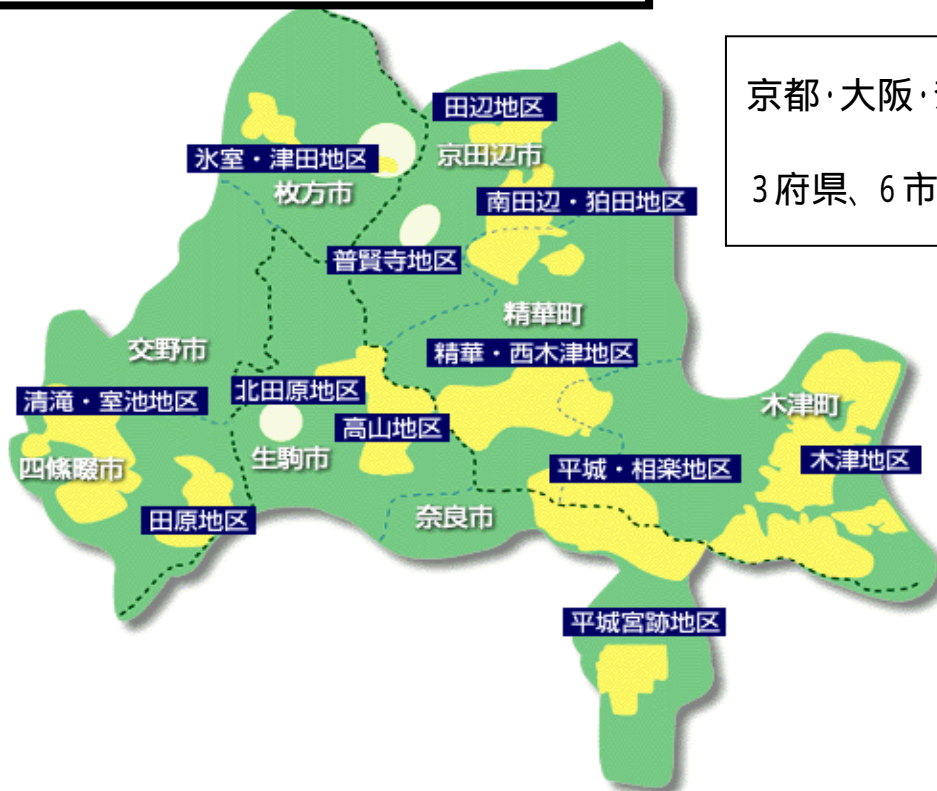 京都・大阪・
3府県、6市
田辺地区
京田辺市
氷室・津田地区
枚方市
南田辺・狛田地区
普賢寺地区
精華町
交野市
精華・西木津地区
北田原地区
清滝・室池地区
木津町
高山地区
生駒市
四條畷市
平城・相楽地区
木津地区
奈良市
田原地区
平城宮跡地区